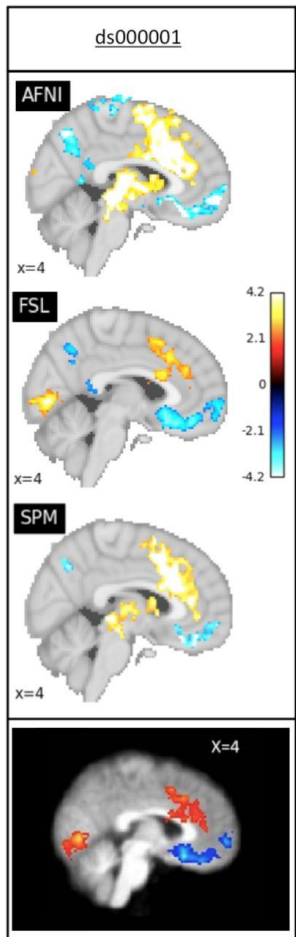 ds000001
AFNI
x=4
FSL
4.2
2.1
0
-2.1
-4.2
x=4
SPM
x=4
X=4